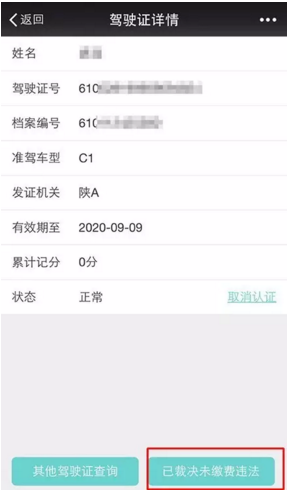 返回 驾驶证详情
姓名
驾驶证号 610
档案编号 610
准驾车型 C1
发证机关 陕A
有效期至 2020-09-09
累计记分 0分
状态 正常 取消认证
其他驾驶证查询 已裁决未缴费违法